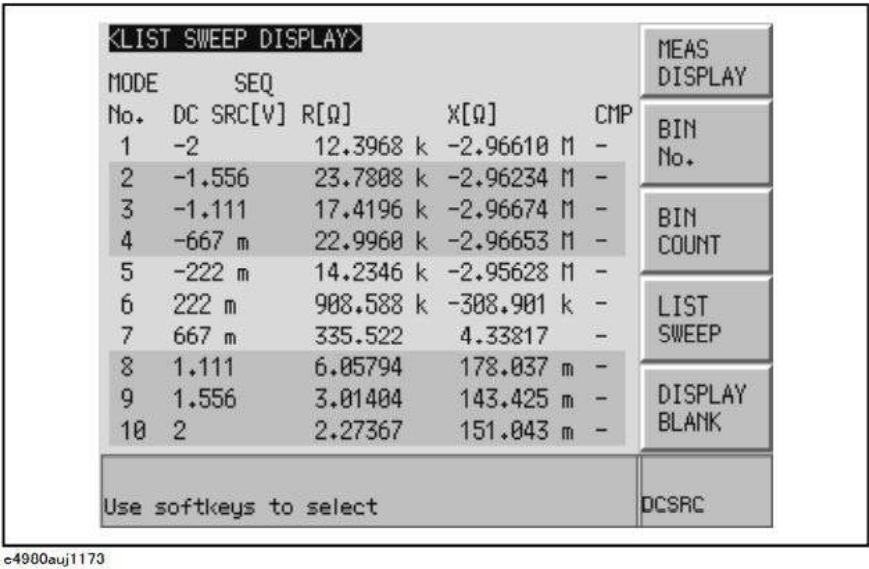 <LIST SWEEP DISPLAY>
MODE SEQ
No. DC SRC[V] R[Ω] X[Ω] CMP
1 -2 12.3968 k -2.96610 M -
2 -1.556 23.7808 k -2.96234 M -
3 -1.111 17.4196 k -2.96674 M -
4 -667 m 22.9960 k -2.96653 M -
5 -222 m 14.2346 k -2.95628 M -
6 222 m 908.588 k -308.901 k -
7 667 m 335.522 4.33817 -
8 1.111 6.05794 178.037 m -
9 1.556 3.01404 143.425 m -
10 2 2.27367 151.043 m -
Use softkeys to select
MEAS
DISPLAY
BIN
No.
BIN
COUNT
LIST
SWEEP
DISPLAY
BLANK
DCSRC
e4980auj1173